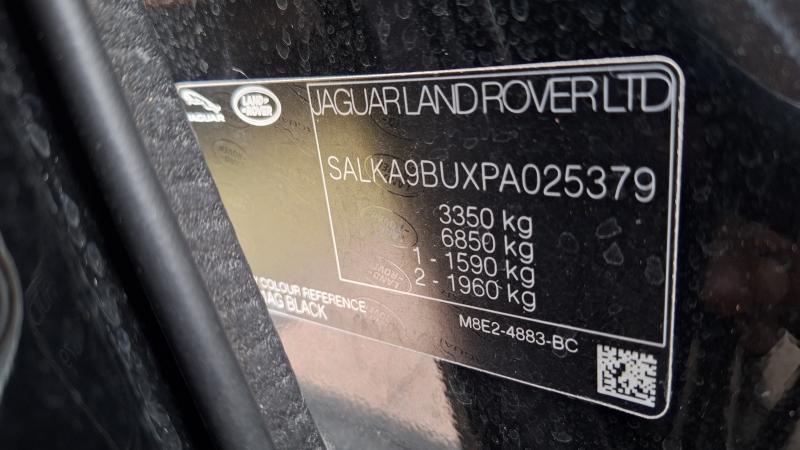 JAGUAR
LAND ROVER
JAGUAR LAND ROVER LTD
SALKA9BUXPA025379
3350 kg
6850 kg
1 - 1590 kg
2 - 1960 kg
COLOUR REFERENCE
BLACK
M8E2-4883-BC